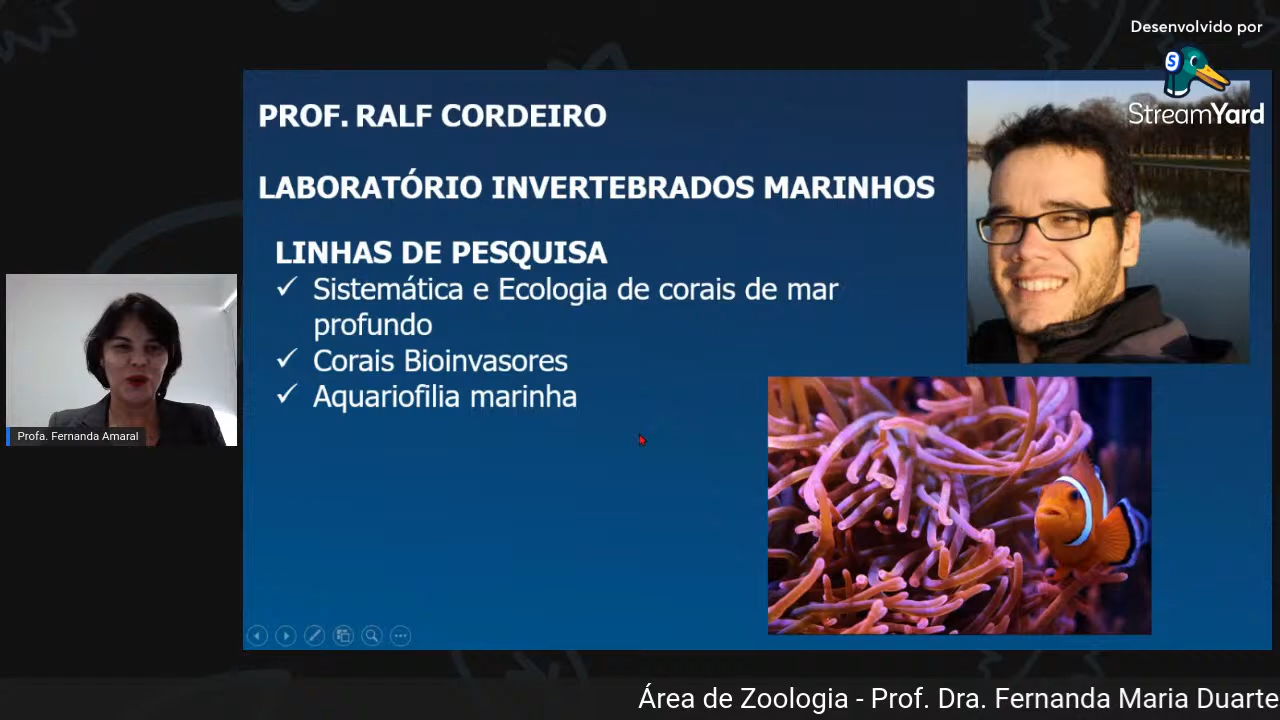 Desenvolvido por
StreamYard
PROF. RALF CORDEIRO
LABORATÓRIO INVERTEBRADOS MARINHOS
LINHAS DE PESQUISA
✓ Sistemática e Ecologia de corais de mar
profundo
✓ Corais Bioinvasores
✓ Aquariofilia marinha
Profa. Fernanda Amaral
Área de Zoologia - Prof. Dra. Fernanda Maria Duarte